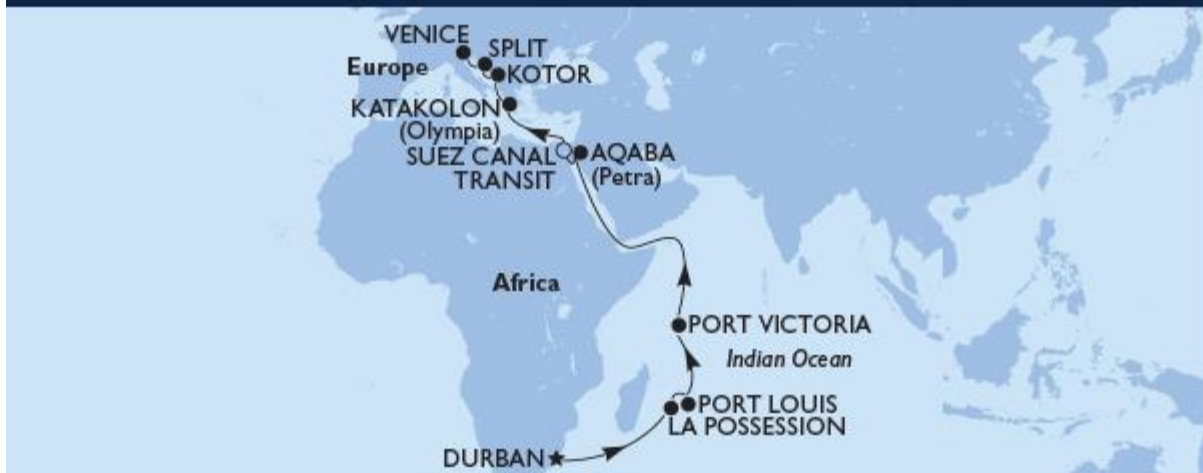 VENICE
SPLIT
Europe
KOTOR
KATAKOLON
(Olympia)
SUEZ CANAL
TRANSIT
AQABA
(Petra)
Africa
PORT VICTORIA
Indian Ocean
PORT LOUIS
LA POSSESSION
DURBAN